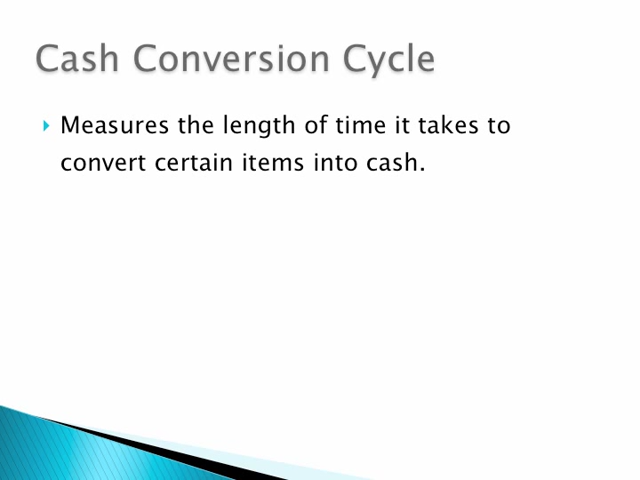 Cash Conversion Cycle
Measures the length of time it takes to
convert certain items into cash.